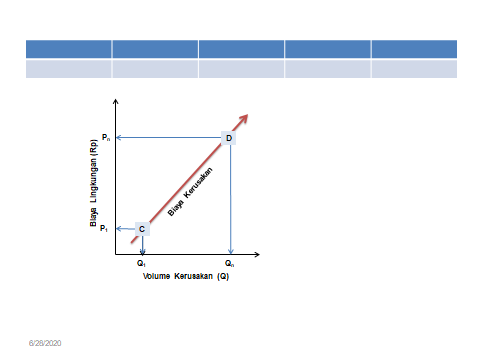 Pn
D
Biaya Lingkungan (Rp)
Biaya Kerusakan
P1
C
Q1
Qn
Volume Kerusakan (Q)
6/28/2020